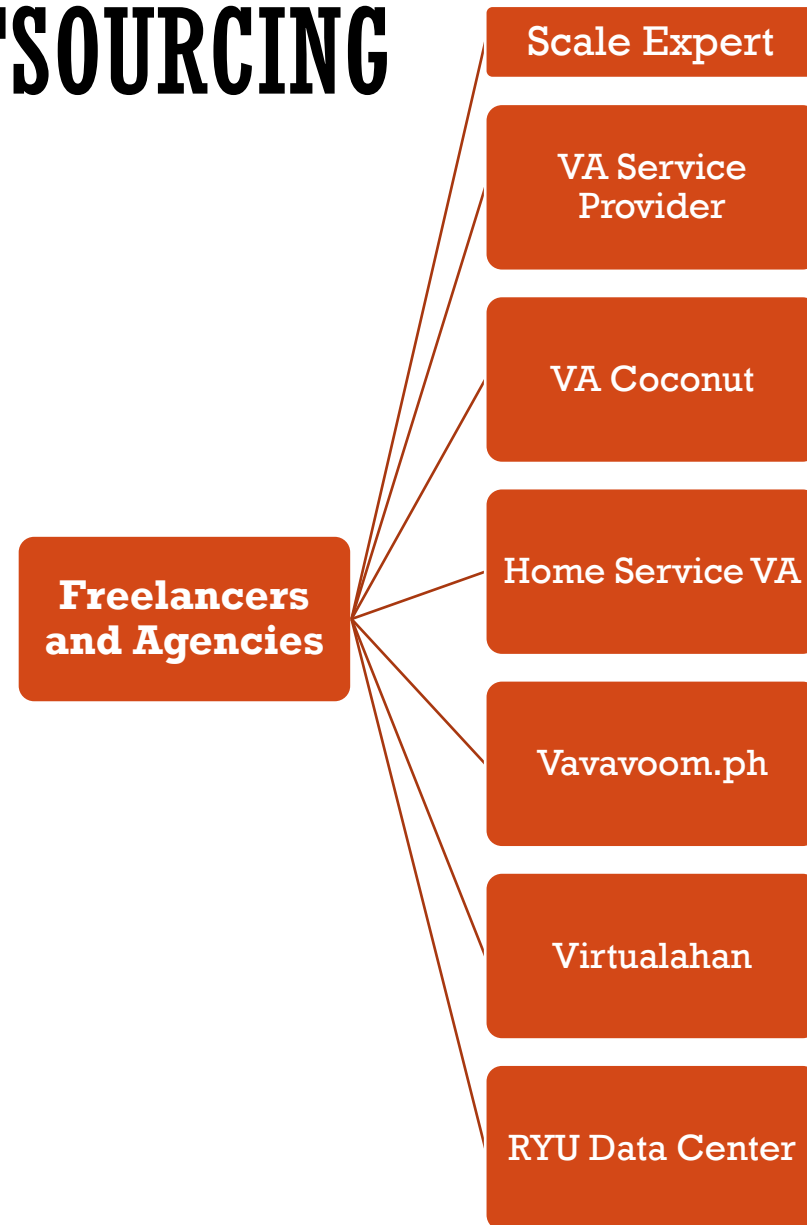 TSOURCING
Scale Expert
VA Service
Provider
VA Coconut
Home Service VA
Freelancers
and Agencies
Vavavoom.ph
Virtualahan
RYU Data Center